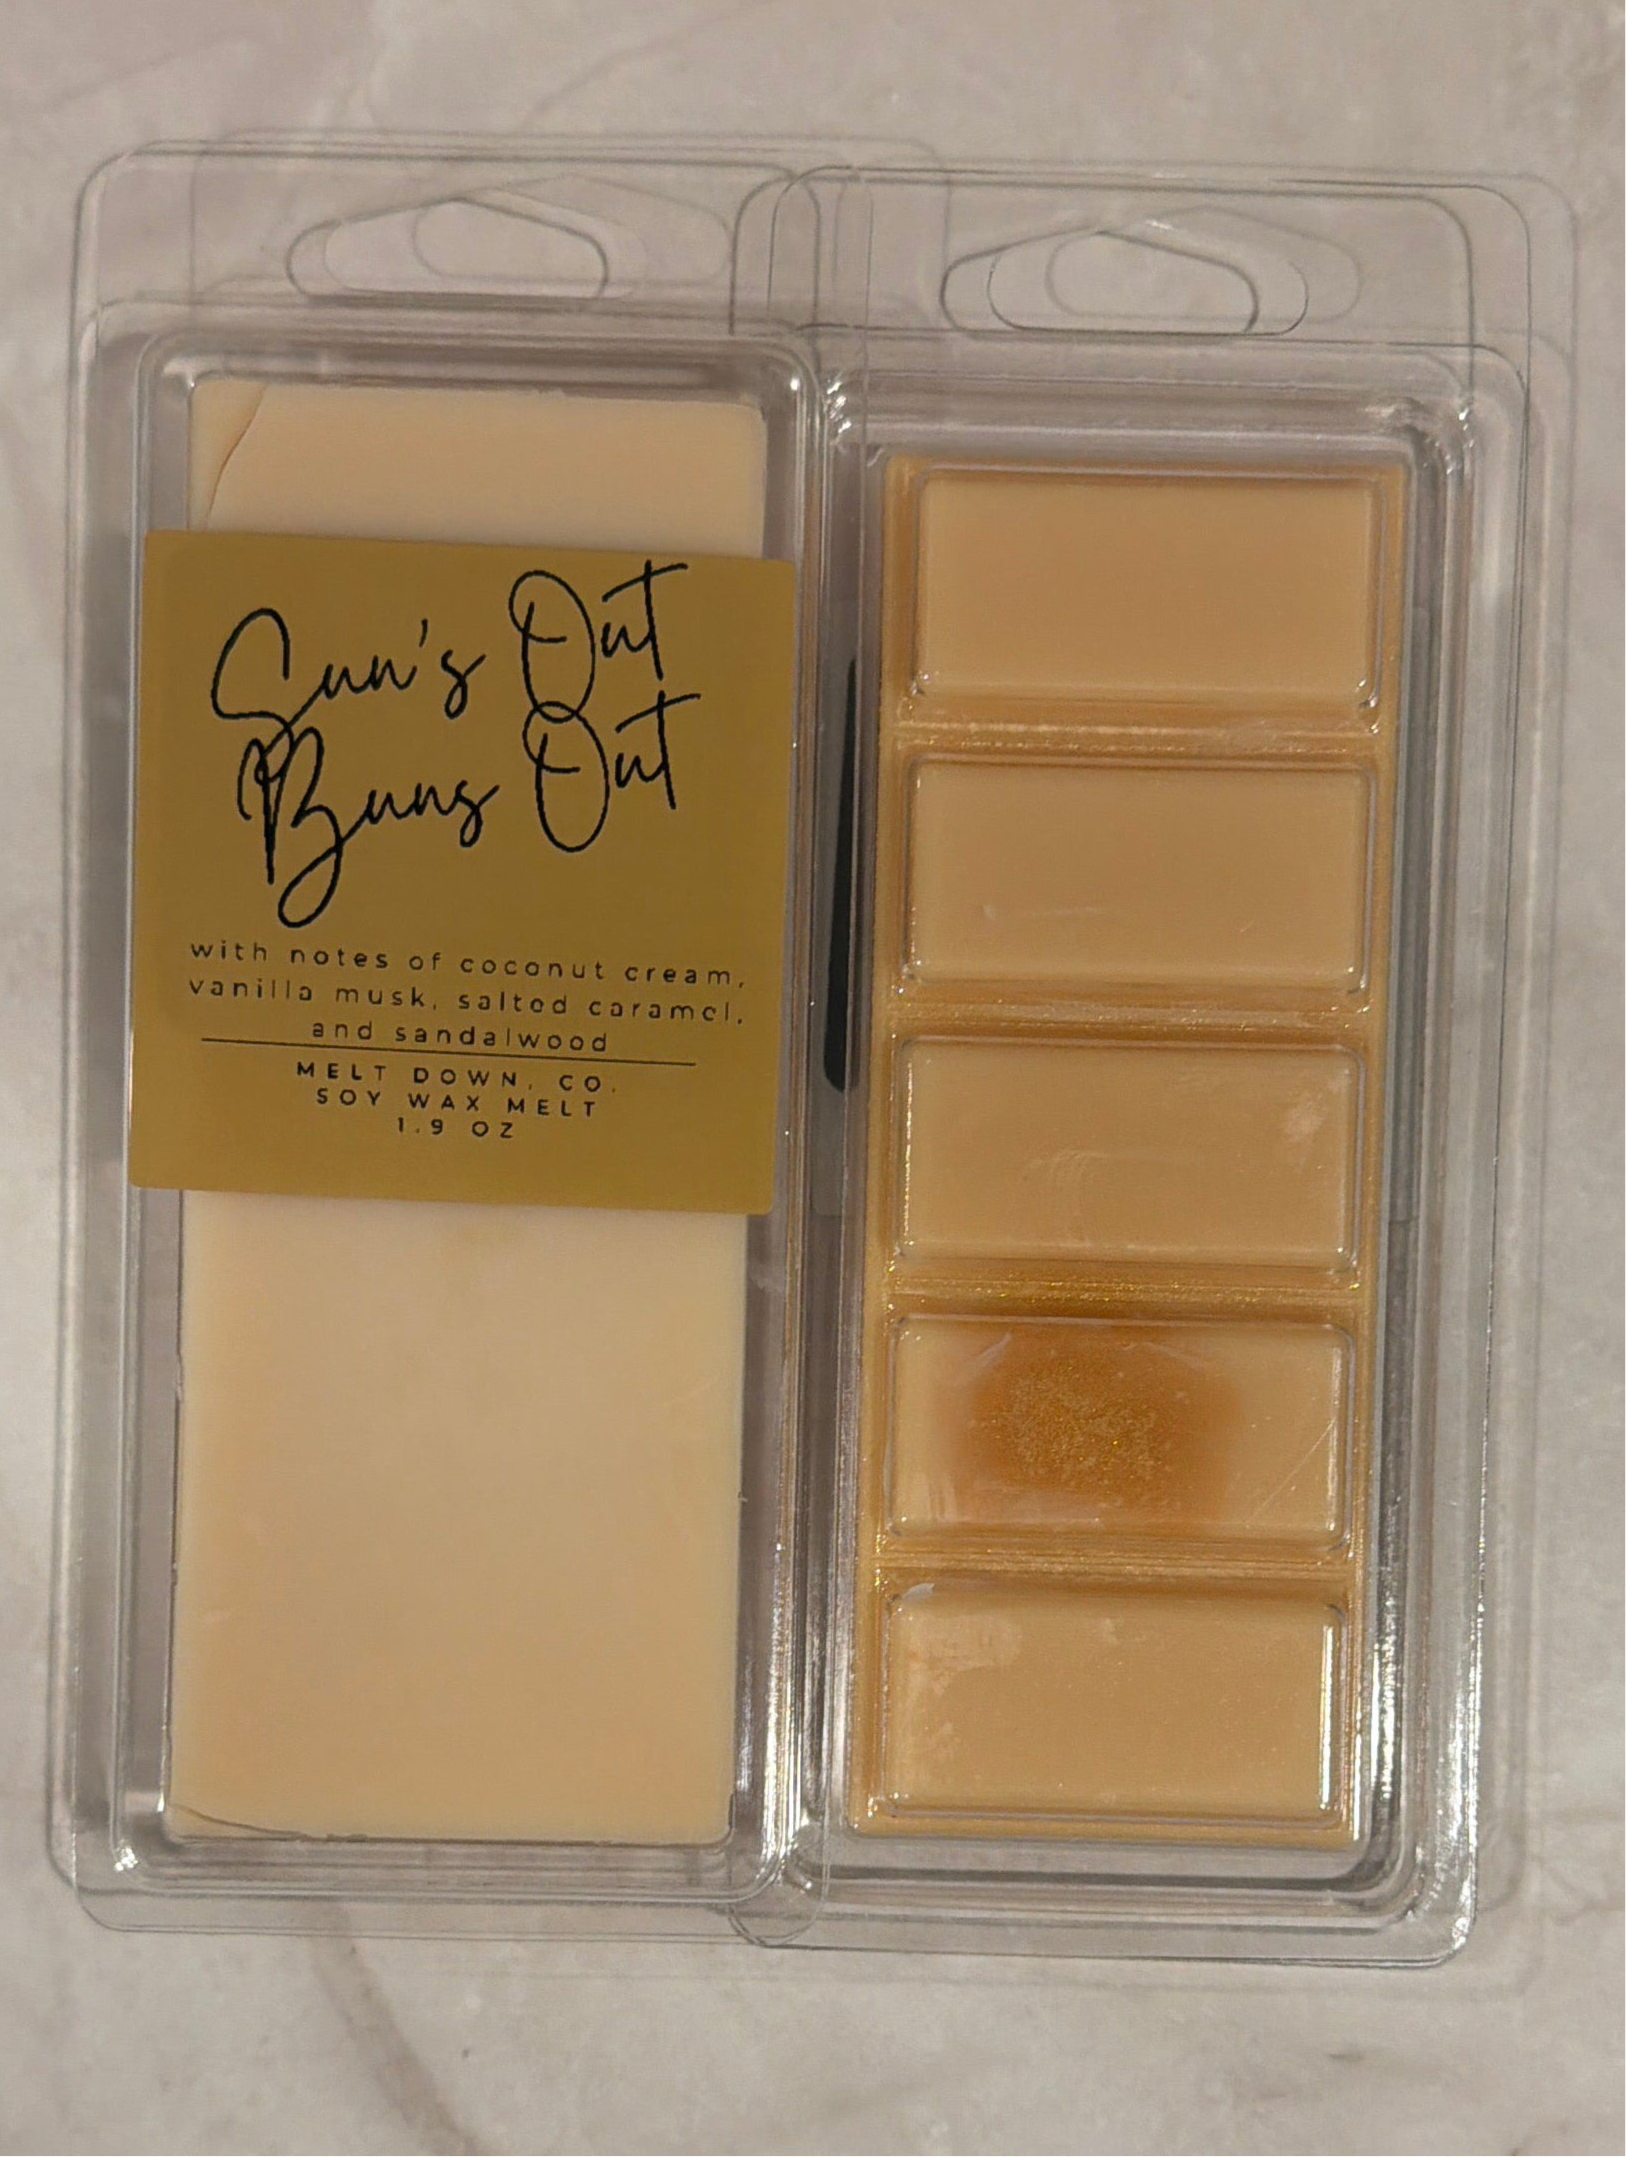 Sun's Out
Buns Out
with notes of coconut cream,
vanilla musk, salted caramel,
and sandalwood
MELT DOWN, CO.
SOY WAX MELT
1.9 OZ